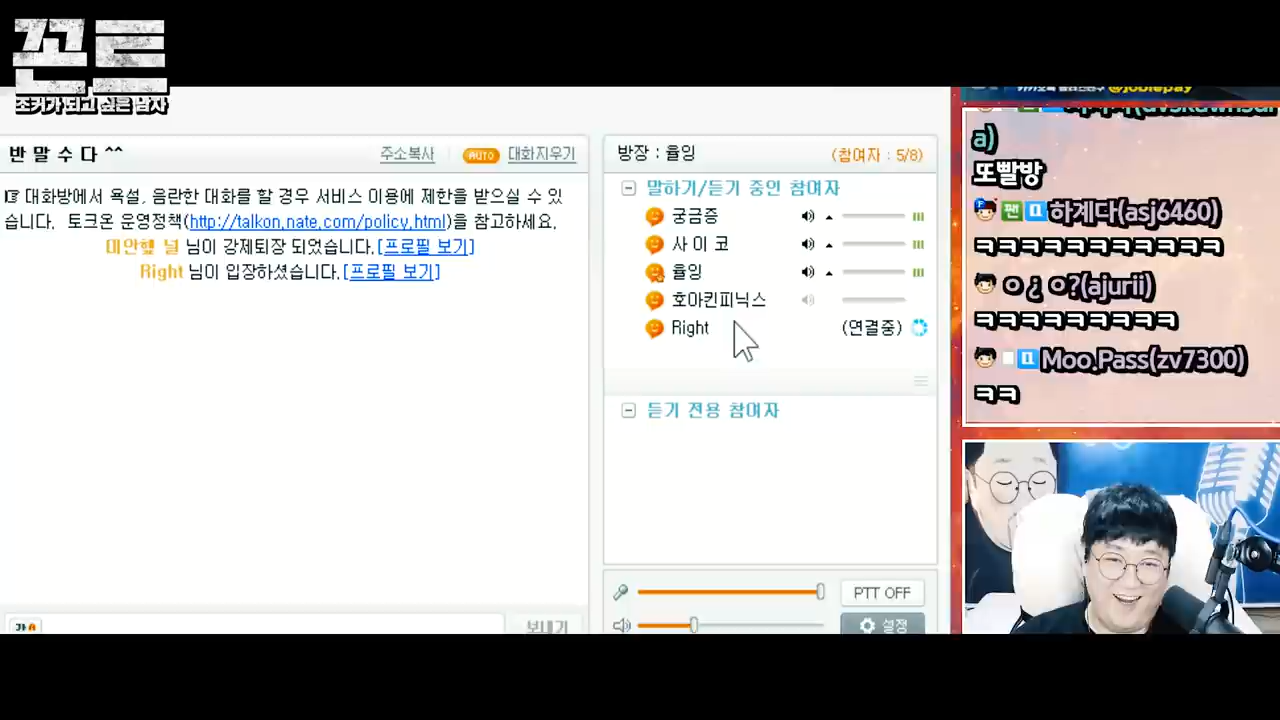 꼰트
조커가 되고 싶은 남자
반 말 수 다 ^^
주소복사
AUTO
대화지우기
☞ 대화방에서 욕설, 음란한 대화를 할 경우 서비스 이용에 제한을 받으실 수 있
습니다. 토크온 운영정책(http://talkon.nate.com/policy.html)을 참고하세요.
미안했 널 님이 강제퇴장 되었습니다.[프로필 보기]
Right 님이 입장하셨습니다.[프로필 보기]
가A
보내기
방장 : 율잉
(참여자 : 5/8)
말하기/듣기 중인 참여자
궁금증
사 이 코
율잉
호아킨피닉스
Right
(연결중)
듣기 전용 참여자
PTT OFF
설정
@joblepay
a)
또빨방
팬
하계다(asj6460)
ㅋㅋㅋㅋㅋㅋㅋㅋㅋㅋㅋ
ㅇ¿ㅇ?(ajurii)
ㅋㅋㅋㅋㅋㅋㅋㅋㅋ
Moo.Pass(zv7300)
ㅋㅋ